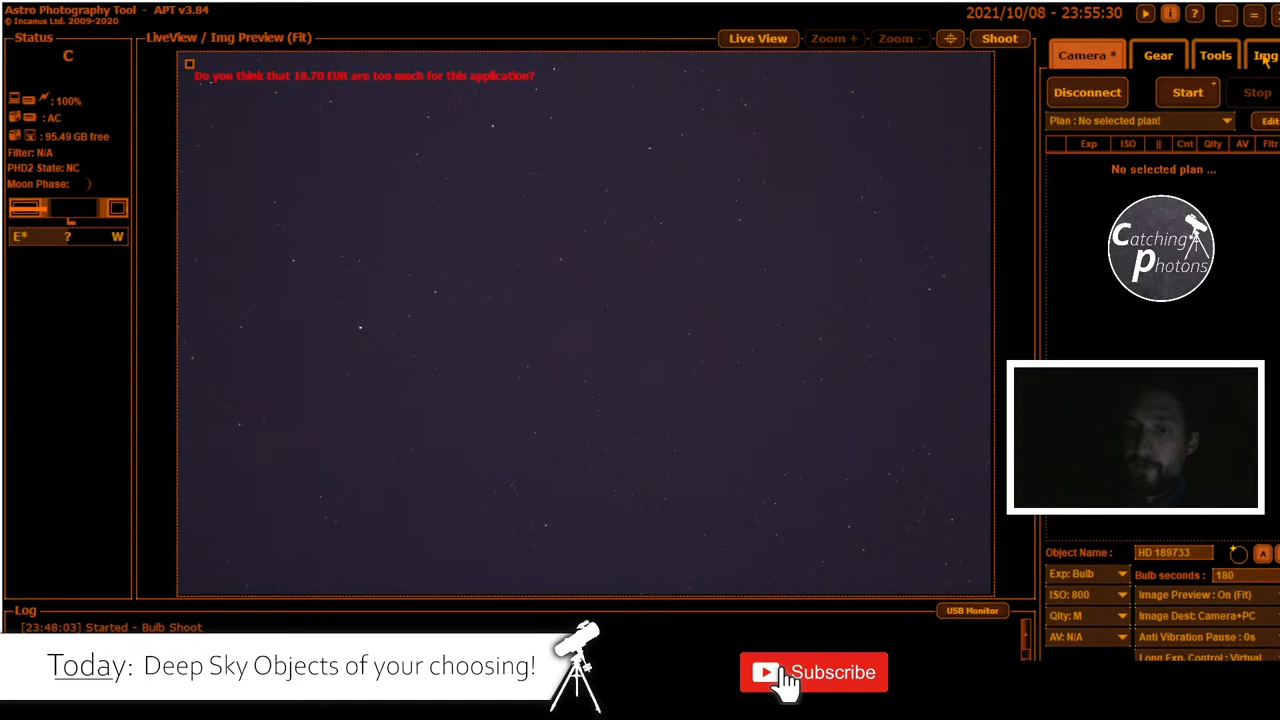 Astro Photography Tool - APT v3.84
© Incanus Ltd. 2009-2020
2021/10/08 - 23:55:30
i
?
Status
LiveView / Img Preview (Fit)
Live View
Zoom +
Zoom -
Shoot
Camera *
Gear
Tools
Img
C
Do you think that 18.70 EUR are too much for this application?
Disconnect
Start
Stop
: 100%
: AC
: 95.49 GB free
Filter: N/A
PHD2 State: NC
Moon Phase:
E*
?
W
Plan : No selected plan!
Edit
Exp
ISO
||
Cnt
Qlty
AV
Fltr
No selected plan ...
Catching
Photons
Object Name :
HD 189733
A
Exp: Bulb
Bulb seconds :
180
ISO: 800
Image Preview : On (Fit)
Qlty: M
Image Dest: Camera+PC
AV: N/A
Anti Vibration Pause : 0s
Long Exp. Control : Virtual
Log
USB Monitor
[23:48:03] Started - Bulb Shoot
Today: Deep Sky Objects of your choosing!
Subscribe